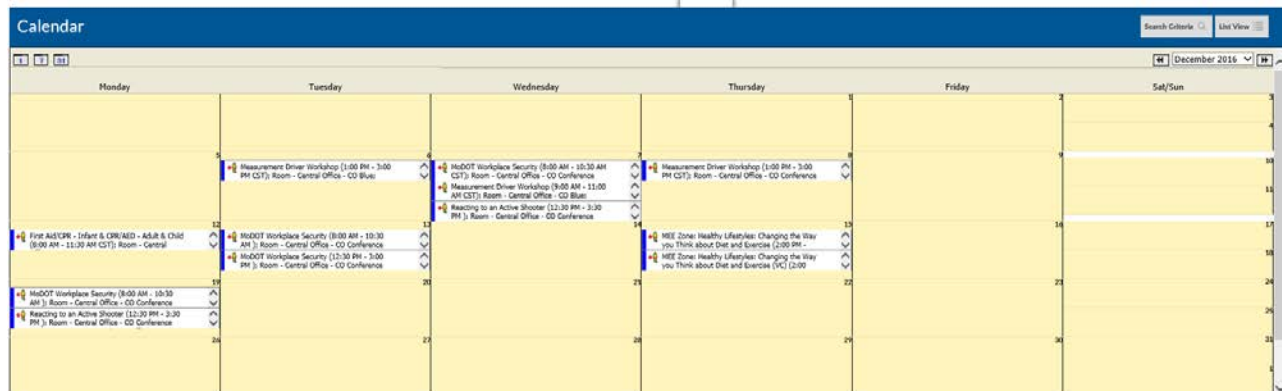 Calendar
Search Criteria
List View
1 7 31
December 2016
Monday Tuesday Wednesday Thursday Friday Sat/Sun
1 2 3
4
5 6 7 8 9 10
11
Measurement Driver Workshop (1:00 PM - 3:00
PM CST); Room - Central Office - CO Blue;
MoDOT Workplace Security (8:00 AM - 10:30 AM
CST); Room - Central Office - CO Conference
Measurement Driver Workshop (9:00 AM - 11:00
AM CST); Room - Central Office - CO Blue;
Reacting to an Active Shooter (12:30 PM - 3:30
PM ); Room - Central Office - CO Conference
Measurement Driver Workshop (1:00 PM - 3:00
PM CST); Room - Central Office - CO Conference
12 13 14 15 16 17
18
First Aid/CPR - Infant & CPR/AED - Adult & Child
(8:00 AM - 11:30 AM CST); Room - Central
MoDOT Workplace Security (8:00 AM - 10:30
AM ); Room - Central Office - CO Conference
MoDOT Workplace Security (12:30 PM - 3:00
PM ); Room - Central Office - CO Conference
MEE Zone: Healthy Lifestyles: Changing the Way
you Think about Diet and Exercise (2:00 PM -
MEE Zone: Healthy Lifestyles: Changing the Way
you Think about Diet and Exercise (VC) (2:00
19 20 21 22 23 24
25
MoDOT Workplace Security (8:00 AM - 10:30
AM ); Room - Central Office - CO Conference
Reacting to an Active Shooter (12:30 PM - 3:30
PM ); Room - Central Office - CO Conference
26 27 28 29 30 31
1